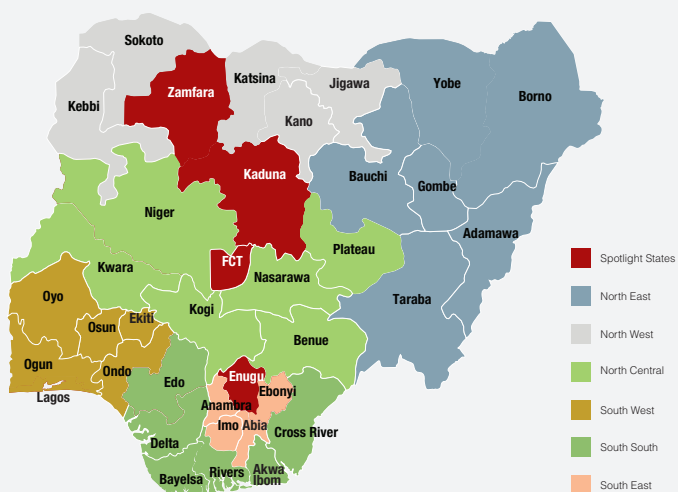 Sokoto
Zamfara
Katsina
Jigawa
Yobe
Borno
Kebbi
Kano
Kaduna
Bauchi
Gombe
Niger
Adamawa
Plateau
FCT
Nasarawa
Kwara
Taraba
Oyo
Kogi
Osun
Ekiti
Benue
Ogun
Ondo
Edo
Enugu
Ebonyi
Lagos
Anambra
Imo
Abia
Cross River
Delta
Rivers
Akwa
Ibom
Bayelsa
Spotlight States
North East
North West
North Central
South West
South South
South East